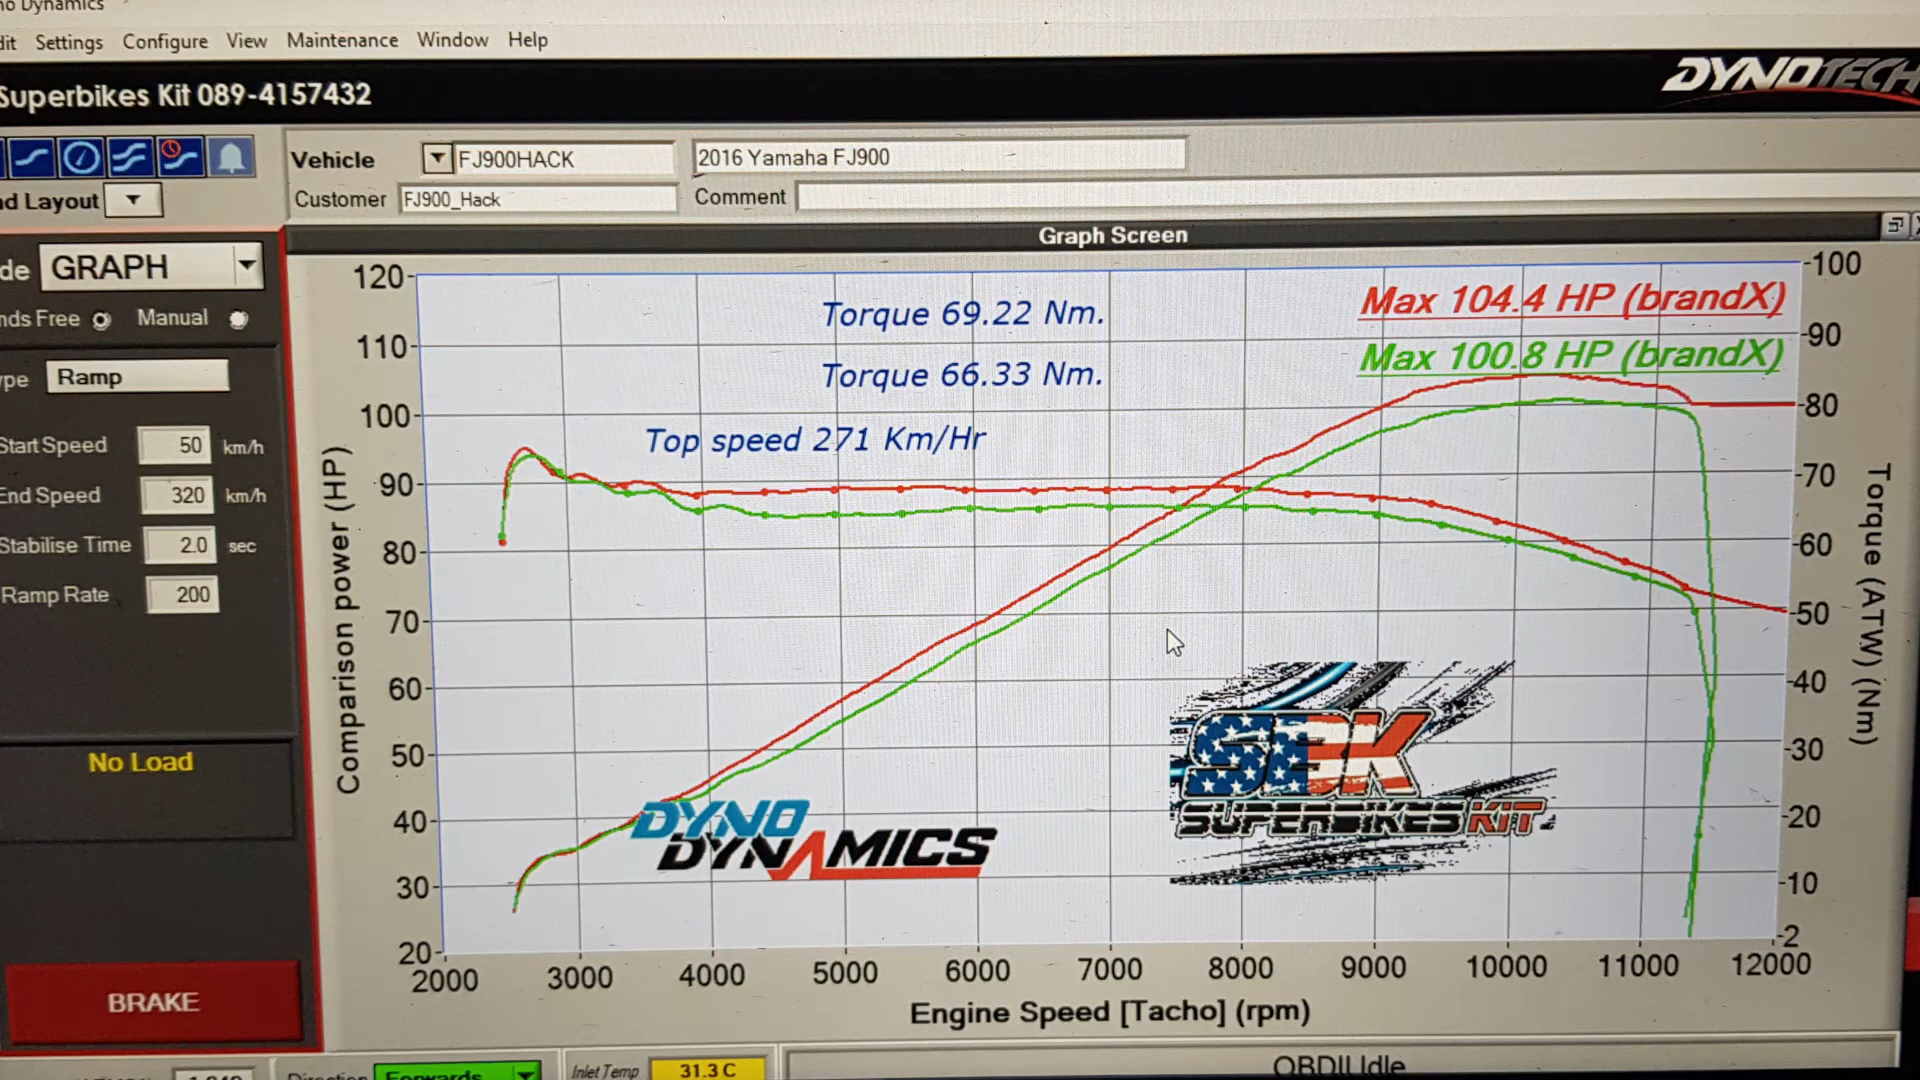 Dynamics
Settings Configure View Maintenance Window Help
Superbikes Kit 089-4157432
DYNOTECH
Vehicle FJ900HACK 2016 Yamaha FJ900
Layout
Customer FJ900_Hack Comment
Graph Screen
GRAPH
Free Manual
Ramp
Start Speed 50 km/h
End Speed 320 km/h
Stabilise Time 2.0 sec
Ramp Rate 200
No Load
BRAKE
Torque 69.22 Nm.
Torque 66.33 Nm.
Top speed 271 Km/Hr
Max 104.4 HP (brandX)
Max 100.8 HP (brandX)
Comparison power (HP)
120
110
100
90
80
70
60
50
40
30
20
Torque (ATW) (Nm)
100
90
80
70
60
50
40
30
20
10
2
DYNO
DYNAMICS
SBK
SUPERBIKES KIT
2000 3000 4000 5000 6000 7000 8000 9000 10000 11000 12000
Engine Speed [Tacho] (rpm)
Direction Forwards Inlet Temp 31.3 C OBDII Idle